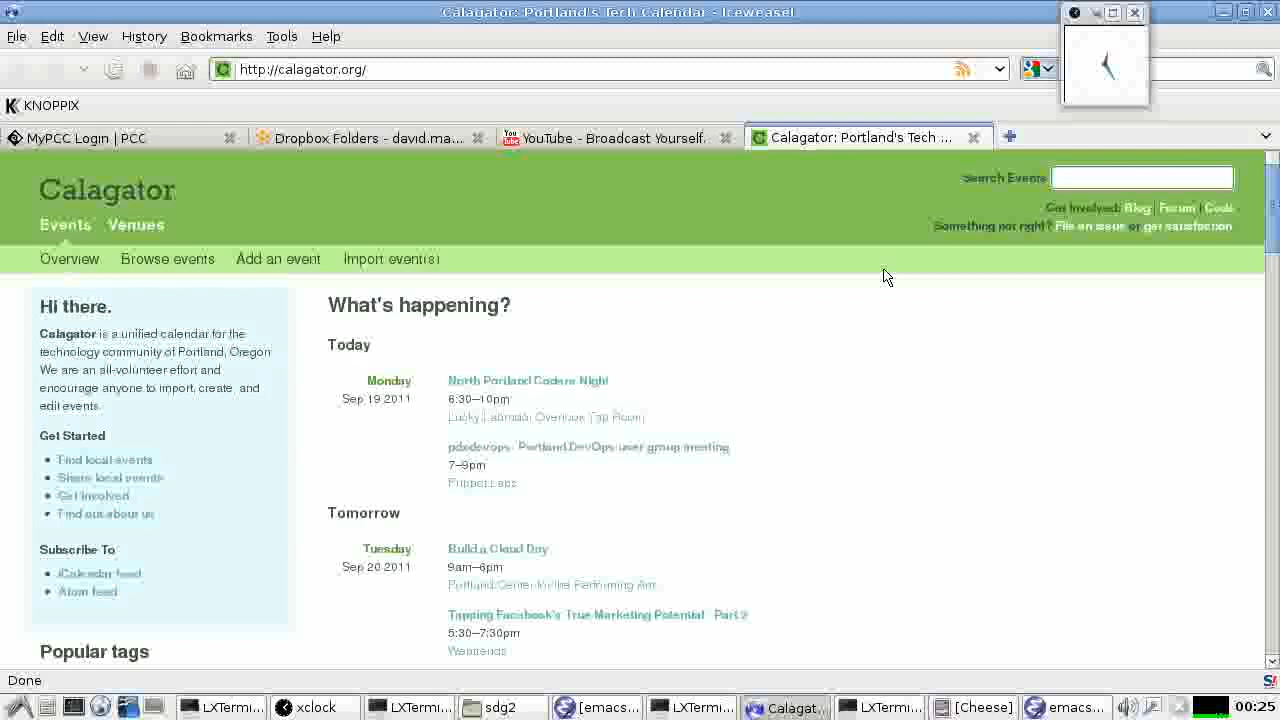 Calagator: Portland's Tech Calendar - Iceweasel
File Edit View History Bookmarks Tools Help
http://calagator.org/
KNOPPIX
MyPCC Login | PCC
Dropbox Folders - david.ma...
YouTube - Broadcast Yourself.
Calagator: Portland's Tech ...
Calagator
Search Events
Get Involved: Blog | Forum | Code
Something not right? File an issue or get satisfaction
Events Venues
Overview Browse events Add an event Import event(s)
Hi there.
Calagator is a unified calendar for the
technology community of Portland, Oregon
We are an all-volunteer effort and
encourage anyone to import, create, and
edit events.
Get Started
Find local events
Share local events
Get involved
Find out about us
Subscribe To
iCalendar feed
Atom feed
Popular tags
What's happening?
Today
Monday
Sep 19 2011
North Portland Coders Night
6:30–10pm
Lucky Labrador Overlook Tap Room
pdxdevops: Portland DevOps user group meeting
7–9pm
Puppet Labs
Tomorrow
Tuesday
Sep 20 2011
Build a Cloud Day
9am–6pm
Portland Center for the Performing Arts
Tapping Facebook's True Marketing Potential Part 2
5:30–7:30pm
Webtrends
Done
LXTermi...
xclock
LXTermi...
sdg2
[emacs...
LXTermi...
Calagat...
LXTermi...
[Cheese]
emacs...
00:25